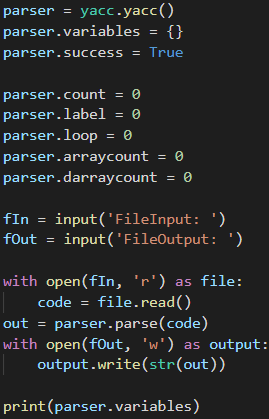 parser = yacc.yacc()
parser.variables = {}
parser.success = True

parser.count = 0
parser.label = 0
parser.loop = 0
parser.arraycount = 0
parser.darraycount = 0

fIn = input('FileInput: ')
fOut = input('FileOutput: ')

with open(fIn, 'r') as file:
    code = file.read()
out = parser.parse(code)
with open(fOut, 'w') as output:
    output.write(str(out))

print(parser.variables)